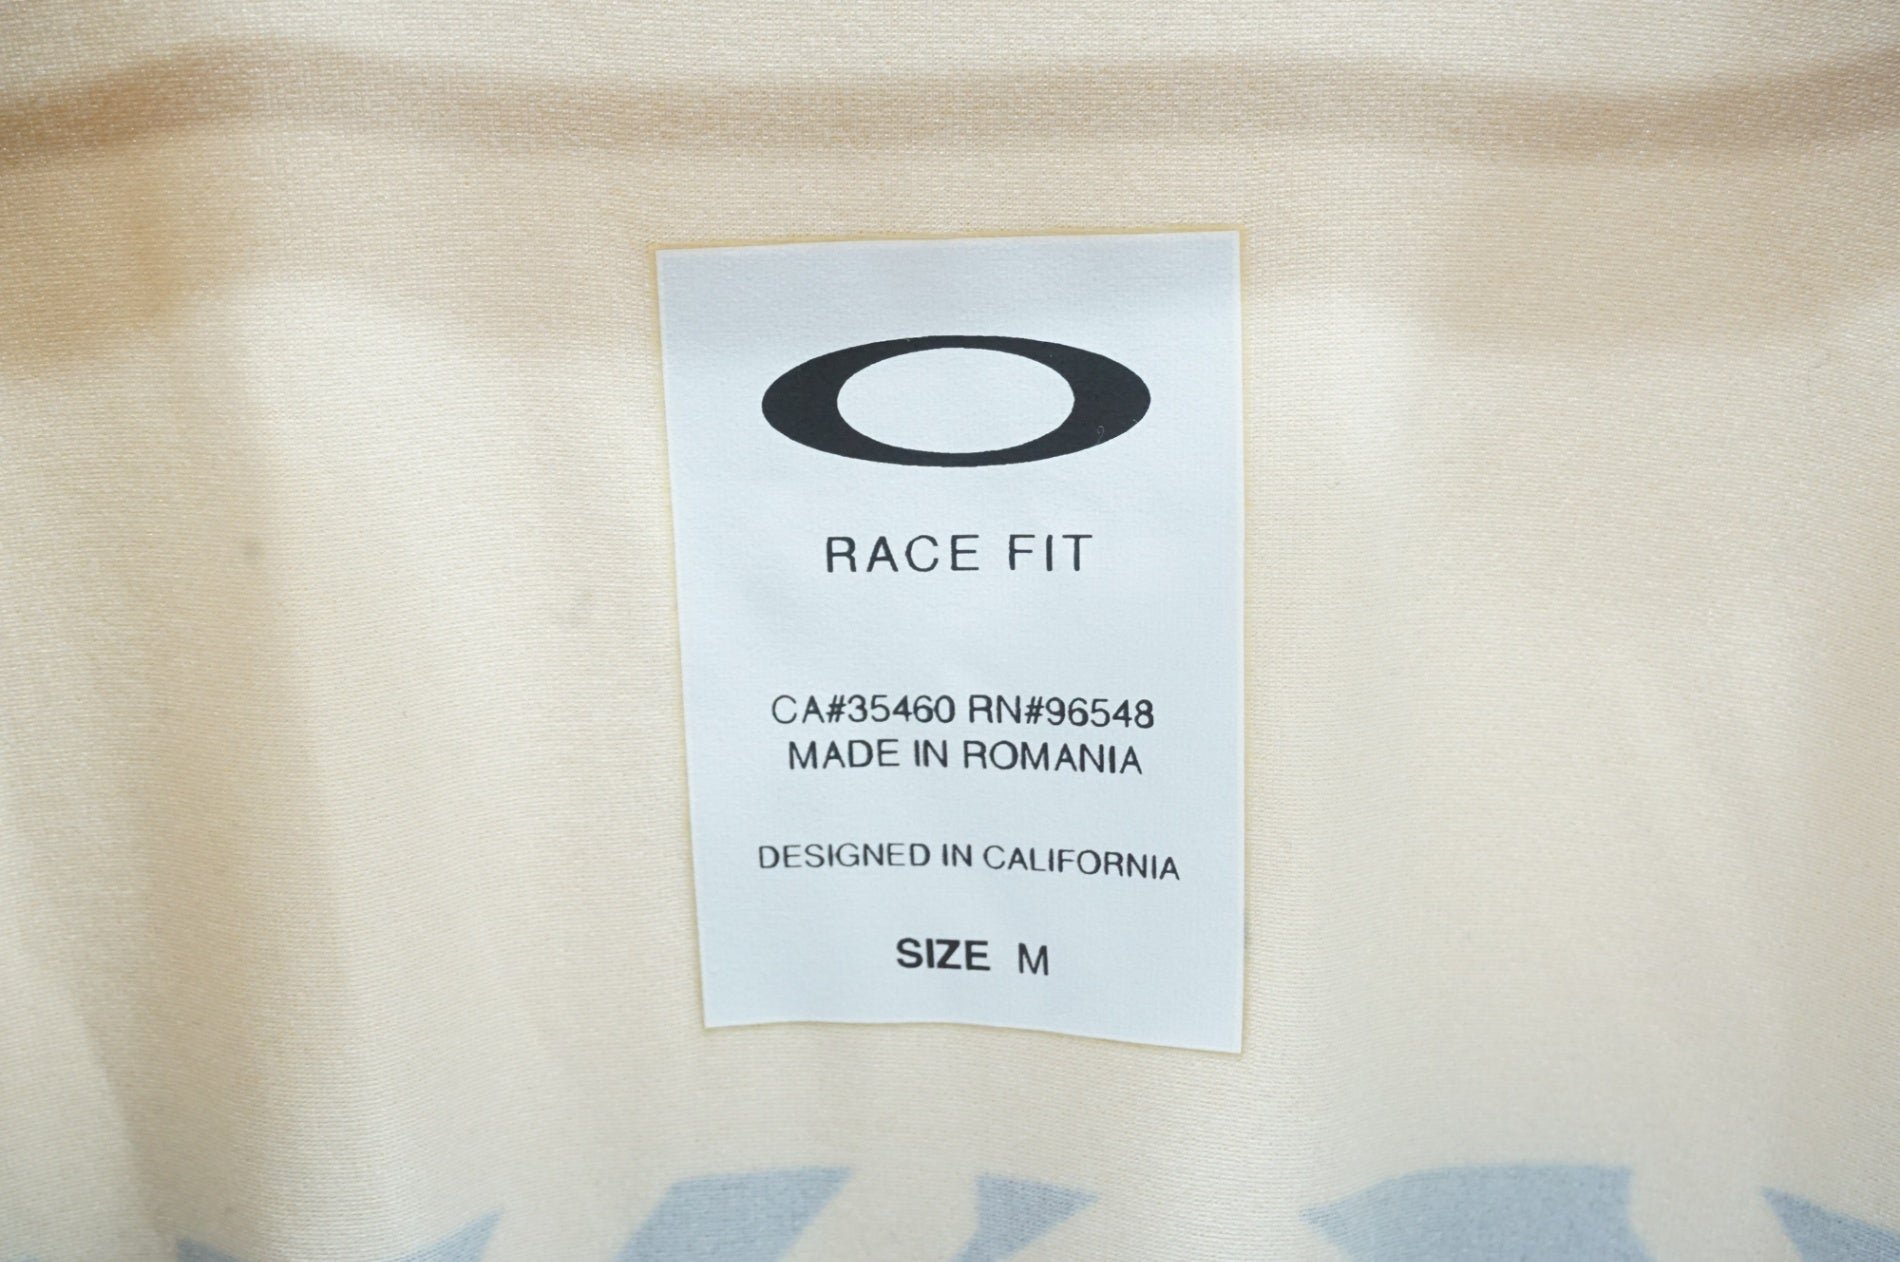 RACE FIT
CA#35460 RN#96548
MADE IN ROMANIA
DESIGNED IN CALIFORNIA
SIZE M